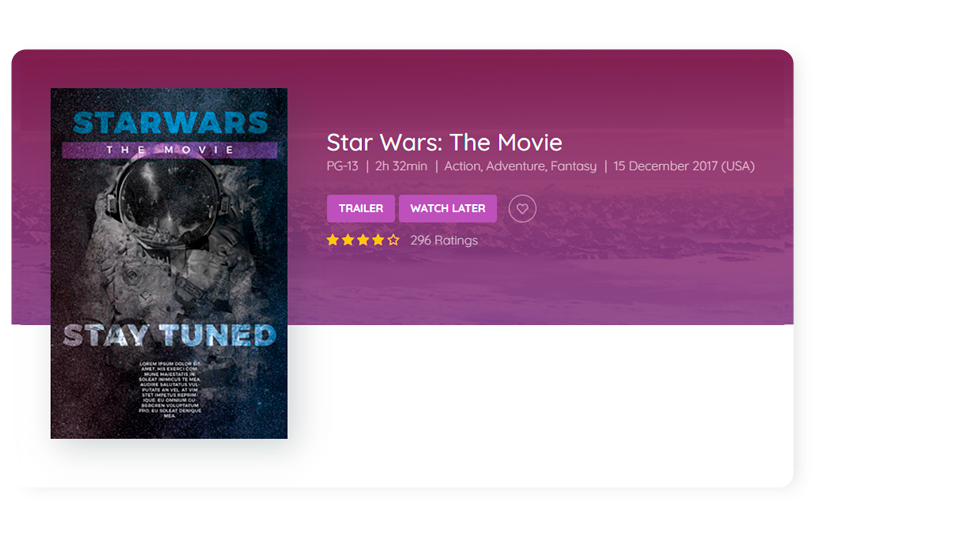 STARWARS
THE MOVIE
STAY TUNED
LOREM IPSUM DOLOR SIT
AMET, HIS EXERCI COM
MUNE MAIESTATIS IN.
SOLEAT INIMICUS TE MEA.
AUDIRE SALUTATUS VUL-
PUTATE AN VEL. AT VIM
STET IMPETUS REPRIM-
IQUE. EU OMNIUM CU
VOLUPTATUM
PRO, EU SOLEAT DENIQUE
MEA.
Star Wars: The Movie
PG-13 | 2h 32min | Action, Adventure, Fantasy | 15 December 2017 (USA)
TRAILER WATCH LATER
296 Ratings